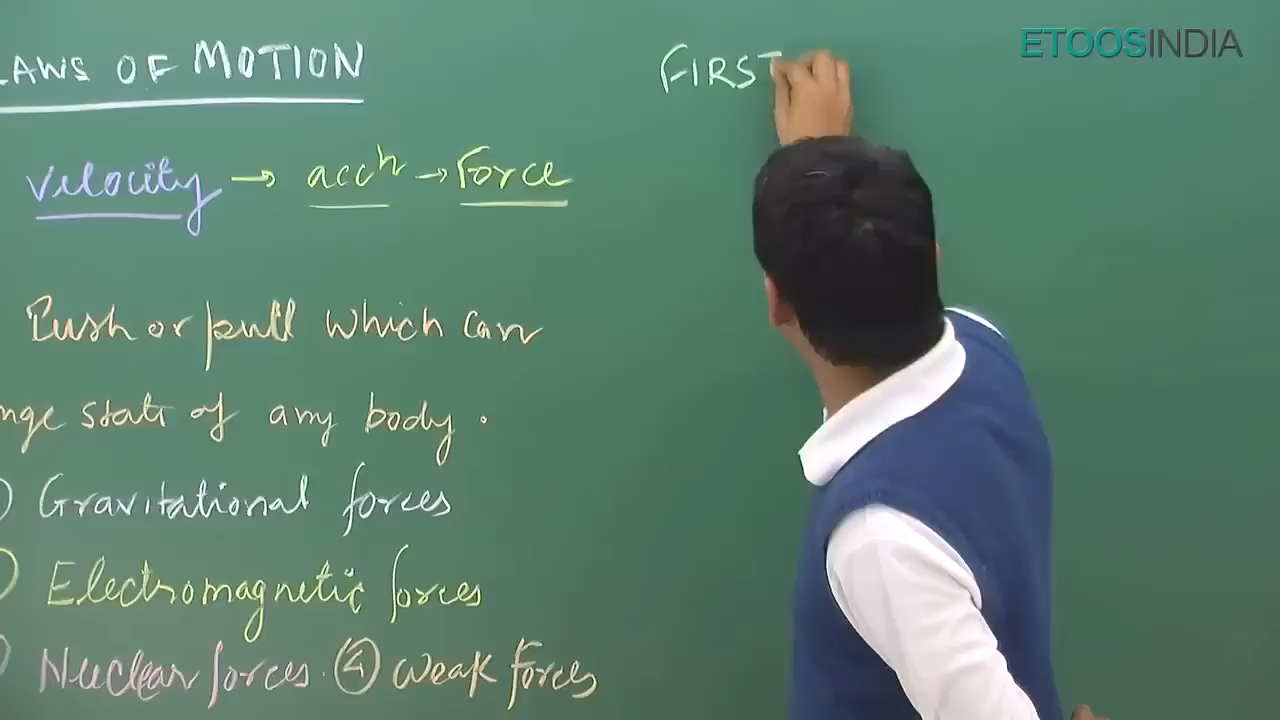 LAWS OF MOTION
velocity → accⁿ → Force
Push or pull which can
nge state of any body.
) Gravitational forces
) Electromagnetic forces
) Nuclear forces. ④ weak forces
FIRST
ETOOSINDIA